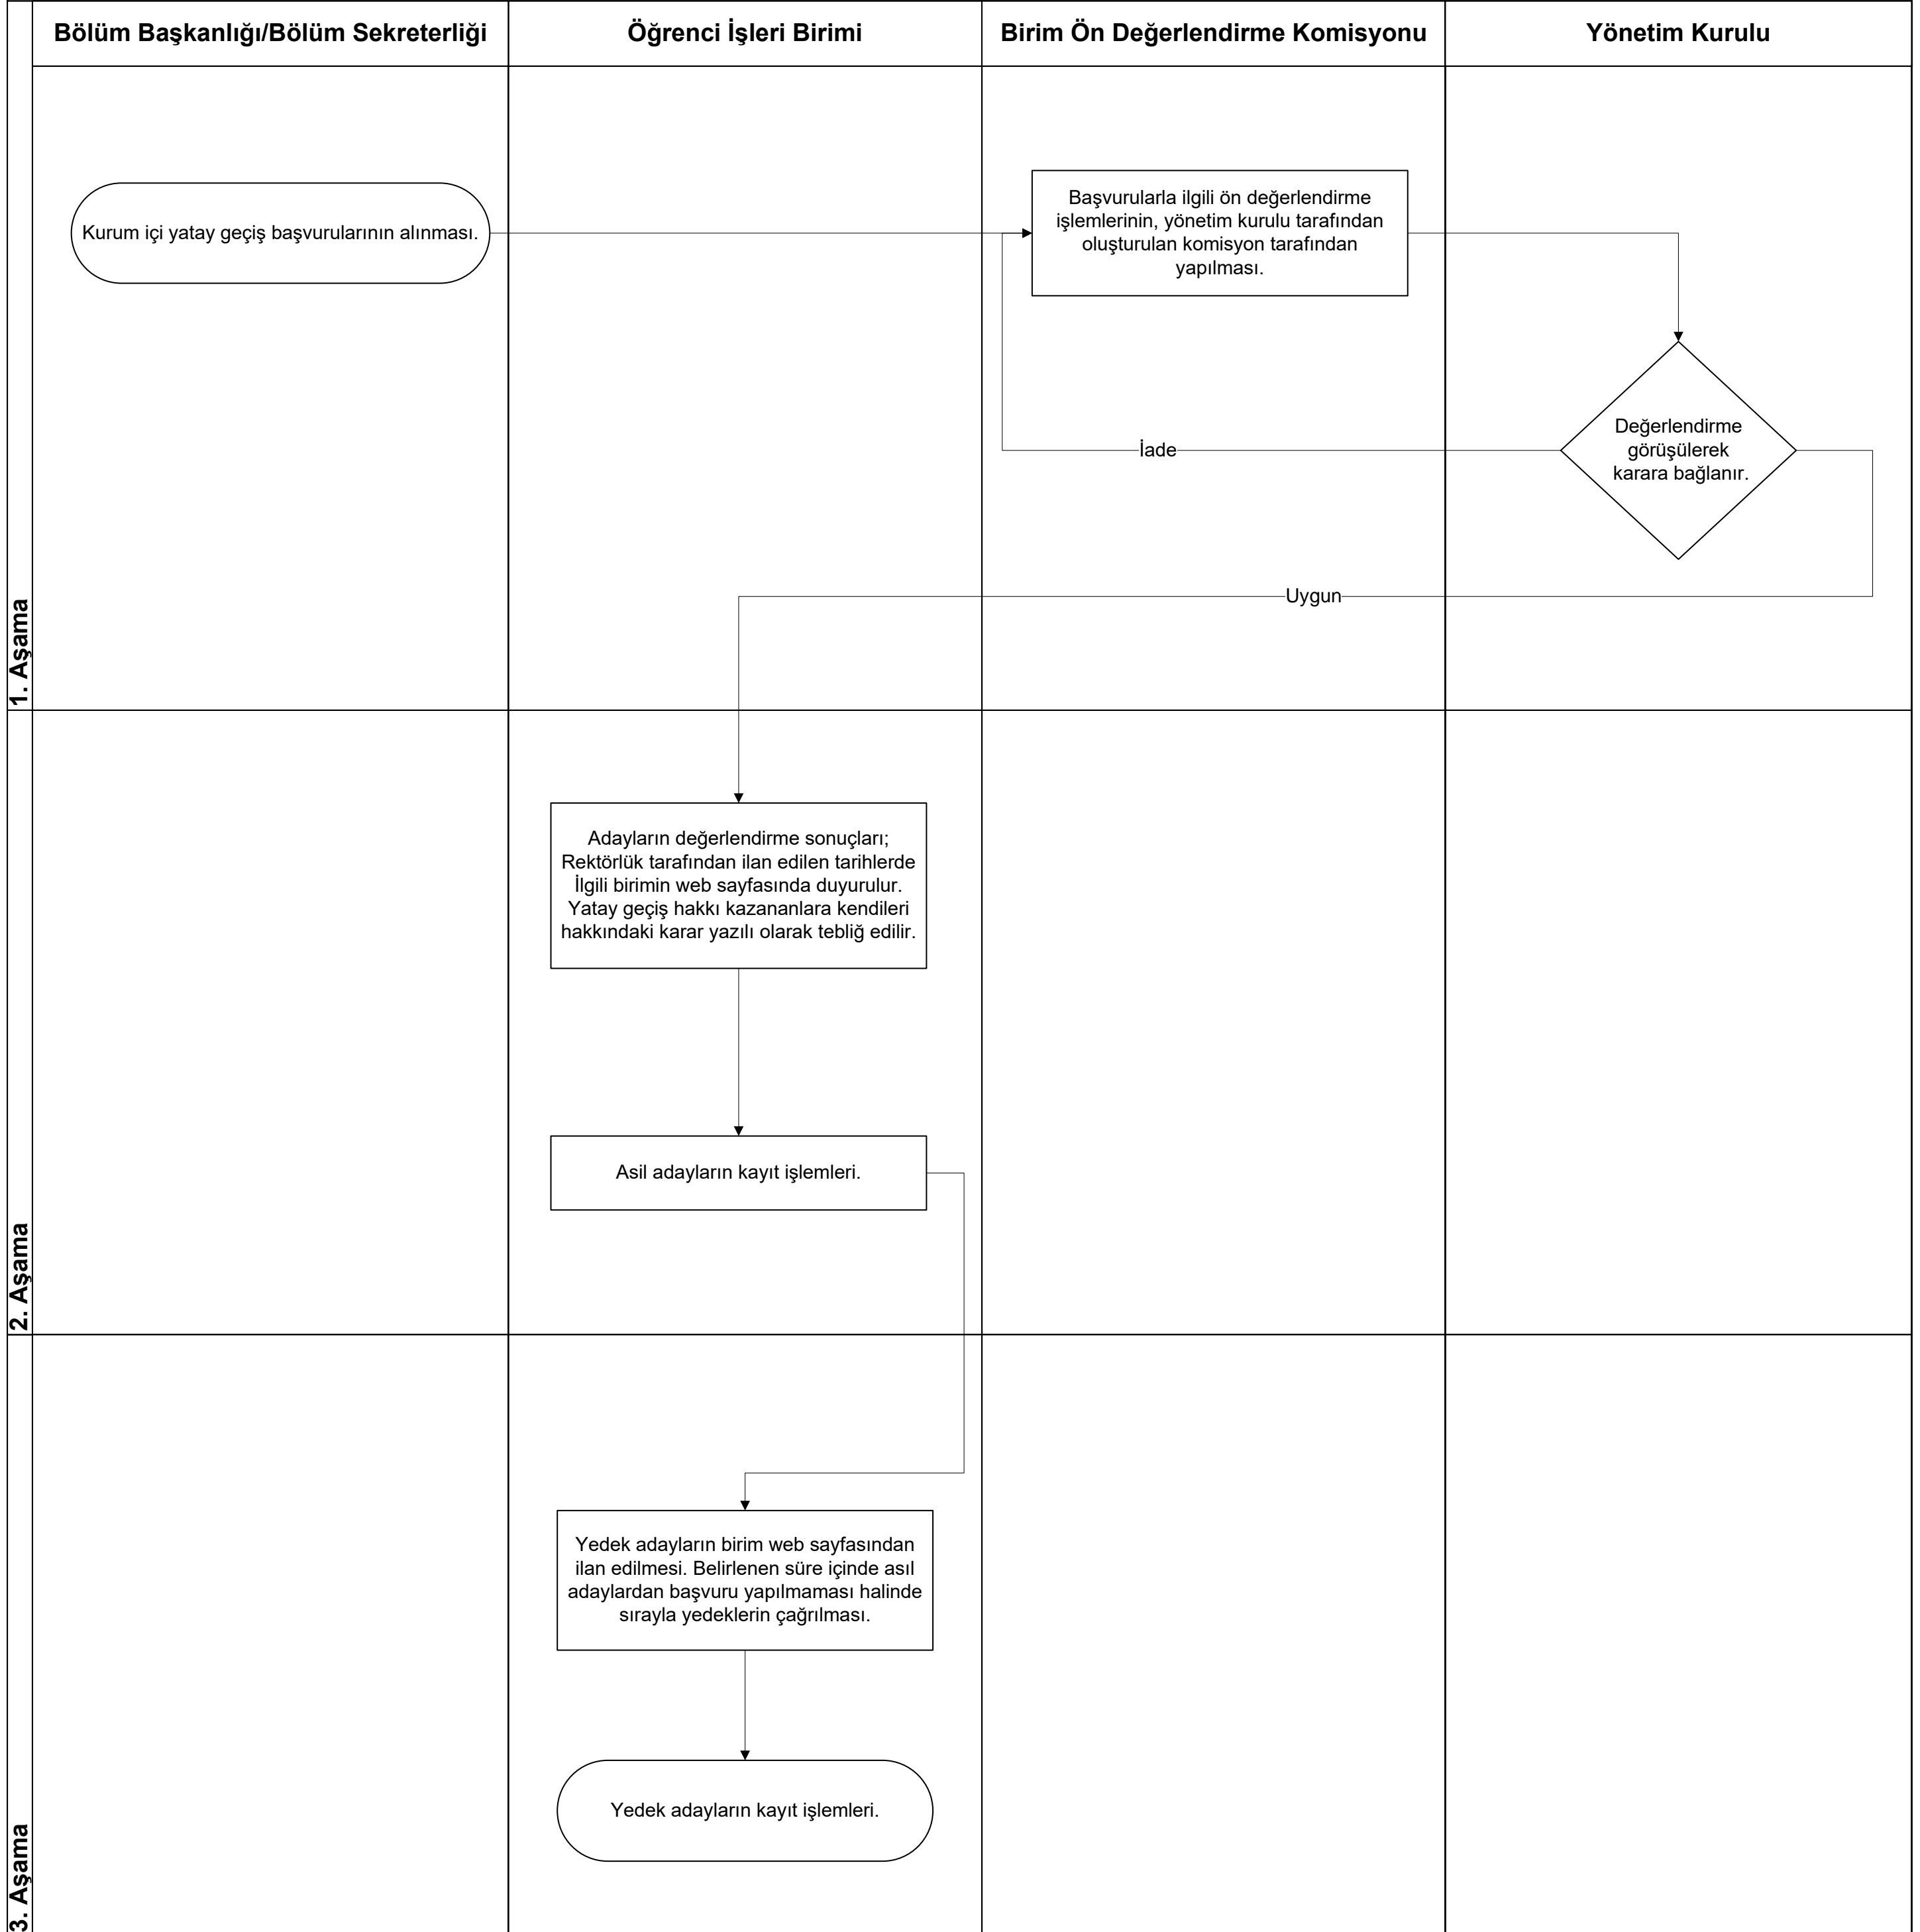 Bölüm Başkanlığı/Bölüm Sekreterliği
Öğrenci İşleri Birimi
Birim Ön Değerlendirme Komisyonu
Yönetim Kurulu
1. Aşama
Kurum içi yatay geçiş başvurularının alınması.
Başvurularla ilgili ön değerlendirme
işlemlerinin, yönetim kurulu tarafından
oluşturulan komisyon tarafından
yapılması.
Değerlendirme
görüşülerek
karara bağlanır.
İade
Uygun
2. Aşama
Adayların değerlendirme sonuçları;
Rektörlük tarafından ilan edilen tarihlerde
İlgili birimin web sayfasında duyurulur.
Yatay geçiş hakkı kazananlara kendileri
hakkındaki karar yazılı olarak tebliğ edilir.
Asil adayların kayıt işlemleri.
3. Aşama
Yedek adayların birim web sayfasından
ilan edilmesi. Belirlenen süre içinde asıl
adaylardan başvuru yapılmaması halinde
sırayla yedeklerin çağrılması.
Yedek adayların kayıt işlemleri.